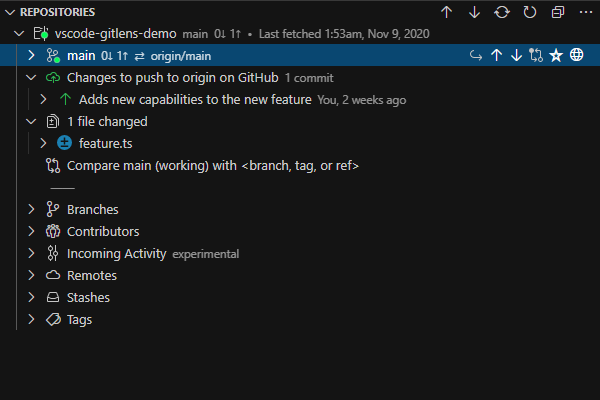 REPOSITORIES
vscode-gitlens-demo main 0↓ 1↑ • Last fetched 1:53am, Nov 9, 2020
main 0↓ 1↑ ⇄ origin/main
Changes to push to origin on GitHub 1 commit
Adds new capabilities to the new feature You, 2 weeks ago
1 file changed
feature.ts
Compare main (working) with <branch, tag, or ref>
Branches
Contributors
Incoming Activity experimental
Remotes
Stashes
Tags